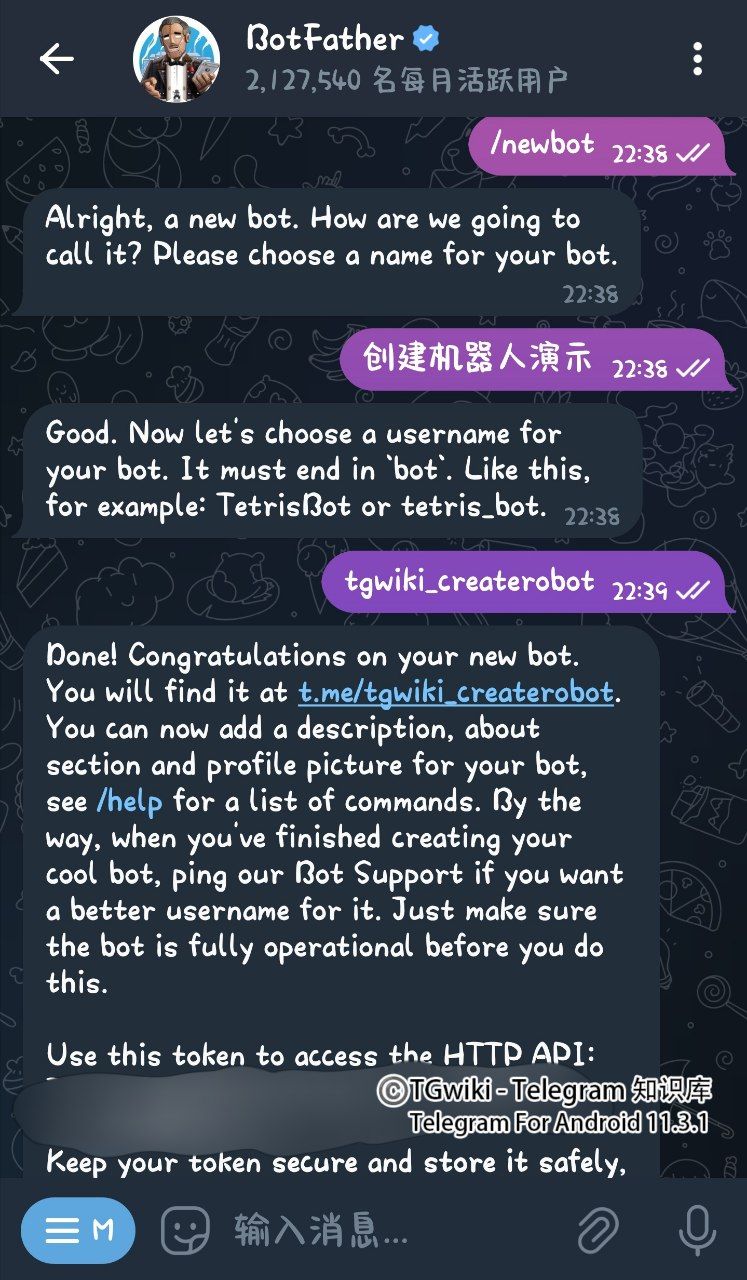 BotFather
2,127,540 名每月活跃用户
/newbot 22:38
Alright, a new bot. How are we going to
call it? Please choose a name for your bot.
22:38
创建机器人演示 22:38
Good. Now let's choose a username for
your bot. It must end in `bot`. Like this,
for example: TetrisBot or tetris_bot. 22:38
tgwiki_createrobot 22:39
Done! Congratulations on your new bot.
You will find it at t.me/tgwiki_createrobot.
You can now add a description, about
section and profile picture for your bot,
see /help for a list of commands. By the
way, when you've finished creating your
cool bot, ping our Bot Support if you want
a better username for it. Just make sure
the bot is fully operational before you do
this.
Use this token to access the HTTP API:
©TGwiki - Telegram 知识库
Telegram For Android 11.3.1
Keep your token secure and store it safely,
M
输入消息...